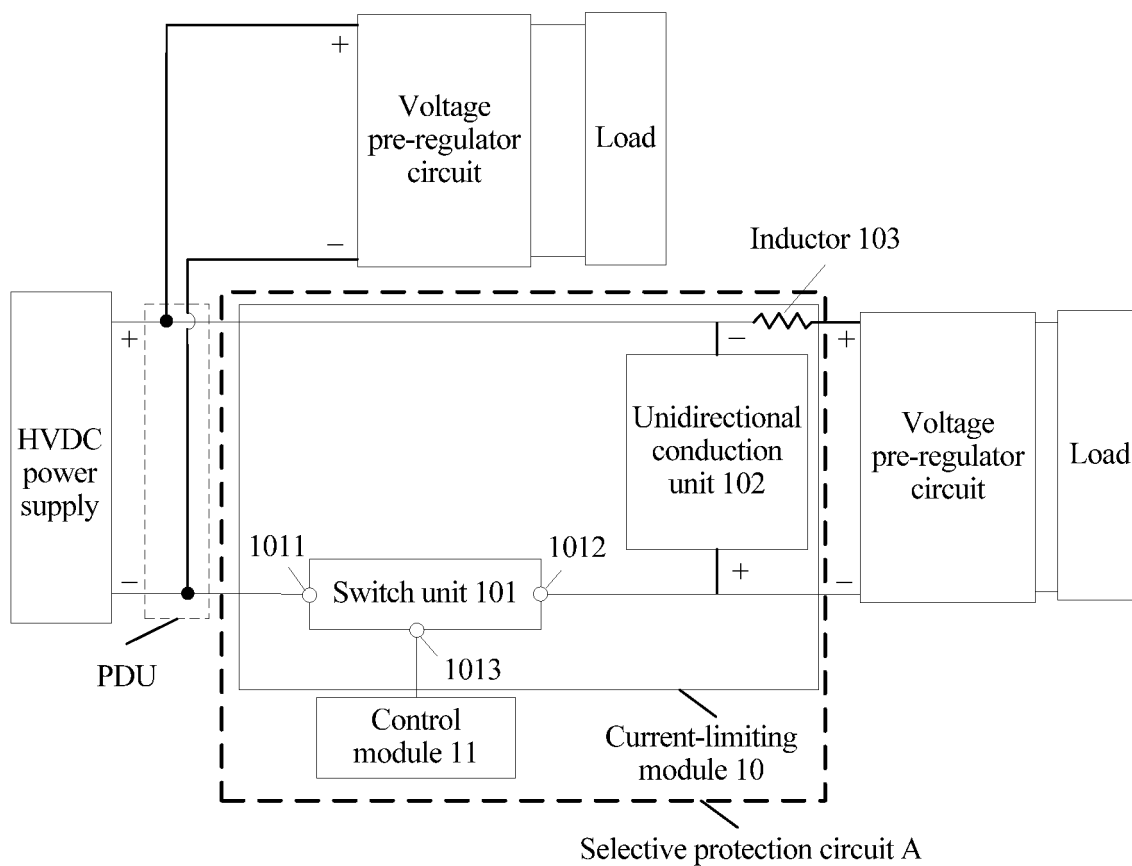 +
Voltage
pre-regulator
circuit
Load
−
Inductor 103
HVDC
power
supply
+
−
−
+
Unidirectional
conduction
unit 102
+
Voltage
pre-regulator
circuit
Load
−
1011
Switch unit 101
1012
1013
PDU
Control
module 11
Current-limiting
module 10
Selective protection circuit A